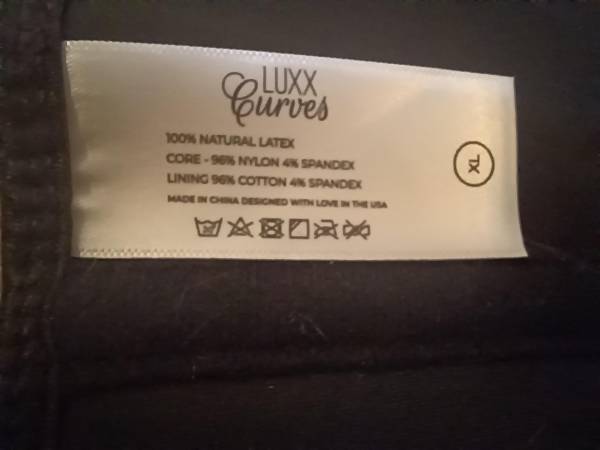 LUXX
Curves
100% NATURAL LATEX
CORE - 96% NYLON 4% SPANDEX
LINING 96% COTTON 4% SPANDEX
MADE IN CHINA DESIGNED WITH LOVE IN THE USA
XL